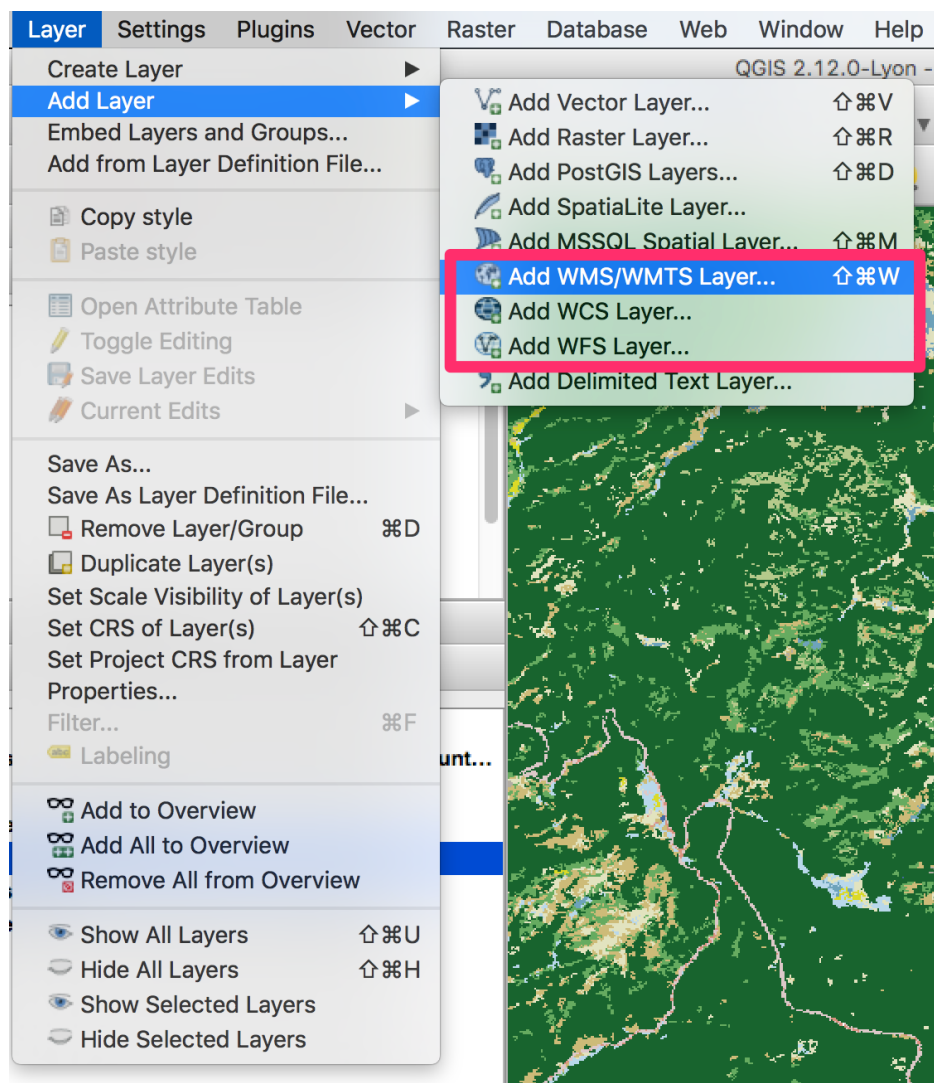 Layer Settings Plugins Vector Raster Database Web Window Help
QGIS 2.12.0-Lyon -
Create Layer
Add Layer
Embed Layers and Groups...
Add from Layer Definition File...
Copy style
Paste style
Open Attribute Table
Toggle Editing
Save Layer Edits
Current Edits
Save As...
Save As Layer Definition File...
Remove Layer/Group ⌘D
Duplicate Layer(s)
Set Scale Visibility of Layer(s)
Set CRS of Layer(s) ⇧⌘C
Set Project CRS from Layer
Properties...
Filter... ⌘F
abc Labeling
Add to Overview
Add All to Overview
Remove All from Overview
Show All Layers ⇧⌘U
Hide All Layers ⇧⌘H
Show Selected Layers
Hide Selected Layers
Add Vector Layer... ⇧⌘V
Add Raster Layer... ⇧⌘R
Add PostGIS Layers... ⇧⌘D
Add SpatiaLite Layer...
Add MSSQL Spatial Layer... ⇧⌘M
Add WMS/WMTS Layer... ⇧⌘W
Add WCS Layer...
Add WFS Layer...
Add Delimited Text Layer...
unt...